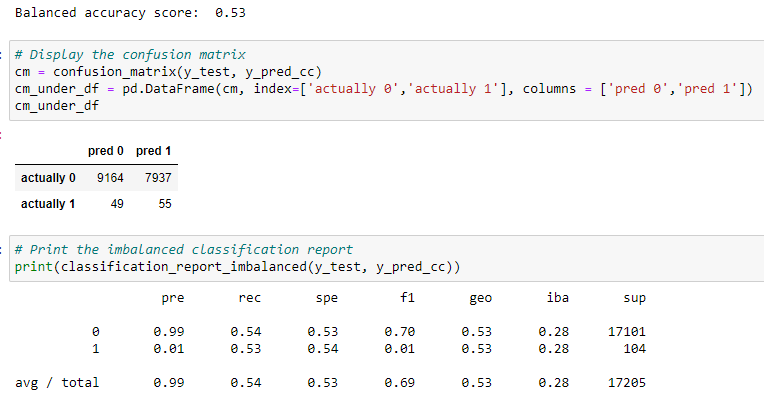 Balanced accuracy score:  0.53
# Display the confusion matrix
cm = confusion_matrix(y_test, y_pred_cc)
cm_under_df = pd.DataFrame(cm, index=['actually 0','actually 1'], columns = ['pred 0','pred 1'])
cm_under_df
pred 0 pred 1
actually 0 9164 7937
actually 1 49 55
# Print the imbalanced classification report
print(classification_report_imbalanced(y_test, y_pred_cc))
pre rec spe f1 geo iba sup
0 0.99 0.54 0.53 0.70 0.53 0.28 17101
1 0.01 0.53 0.54 0.01 0.53 0.28 104
avg / total 0.99 0.54 0.53 0.69 0.53 0.28 17205